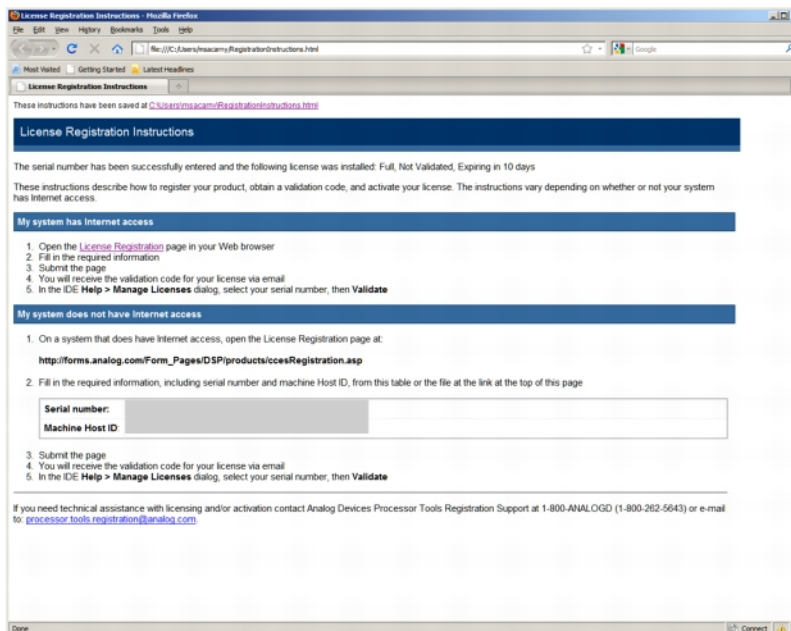 License Registration Instructions - Mozilla Firefox
File Edit View History Bookmarks Tools Help
file:///C:/Users/msacarny/RegistrationInstructions.html
Google
Most Visited Getting Started Latest Headlines
License Registration Instructions
These instructions have been saved at C:\Users\msacarny\RegistrationInstructions.html
License Registration Instructions
The serial number has been successfully entered and the following license was installed: Full, Not Validated, Expiring in 10 days
These instructions describe how to register your product, obtain a validation code, and activate your license. The instructions vary depending on whether or not your system
has Internet access.
My system has Internet access
1. Open the License Registration page in your Web browser
2. Fill in the required information
3. Submit the page
4. You will receive the validation code for your license via email
5. In the IDE Help > Manage Licenses dialog, select your serial number, then Validate
My system does not have Internet access
1. On a system that does have Internet access, open the License Registration page at:
http://forms.analog.com/Form_Pages/DSP/products/ccesRegistration.asp
2. Fill in the required information, including serial number and machine Host ID, from this table or the file at the link at the top of this page
Serial number:
Machine Host ID:
3. Submit the page
4. You will receive the validation code for your license via email
5. In the IDE Help > Manage Licenses dialog, select your serial number, then Validate
If you need technical assistance with licensing and/or activation contact Analog Devices Processor Tools Registration Support at 1-800-ANALOGD (1-800-262-5643) or e-mail
to: processor.tools.registration@analog.com.
Done
Connect